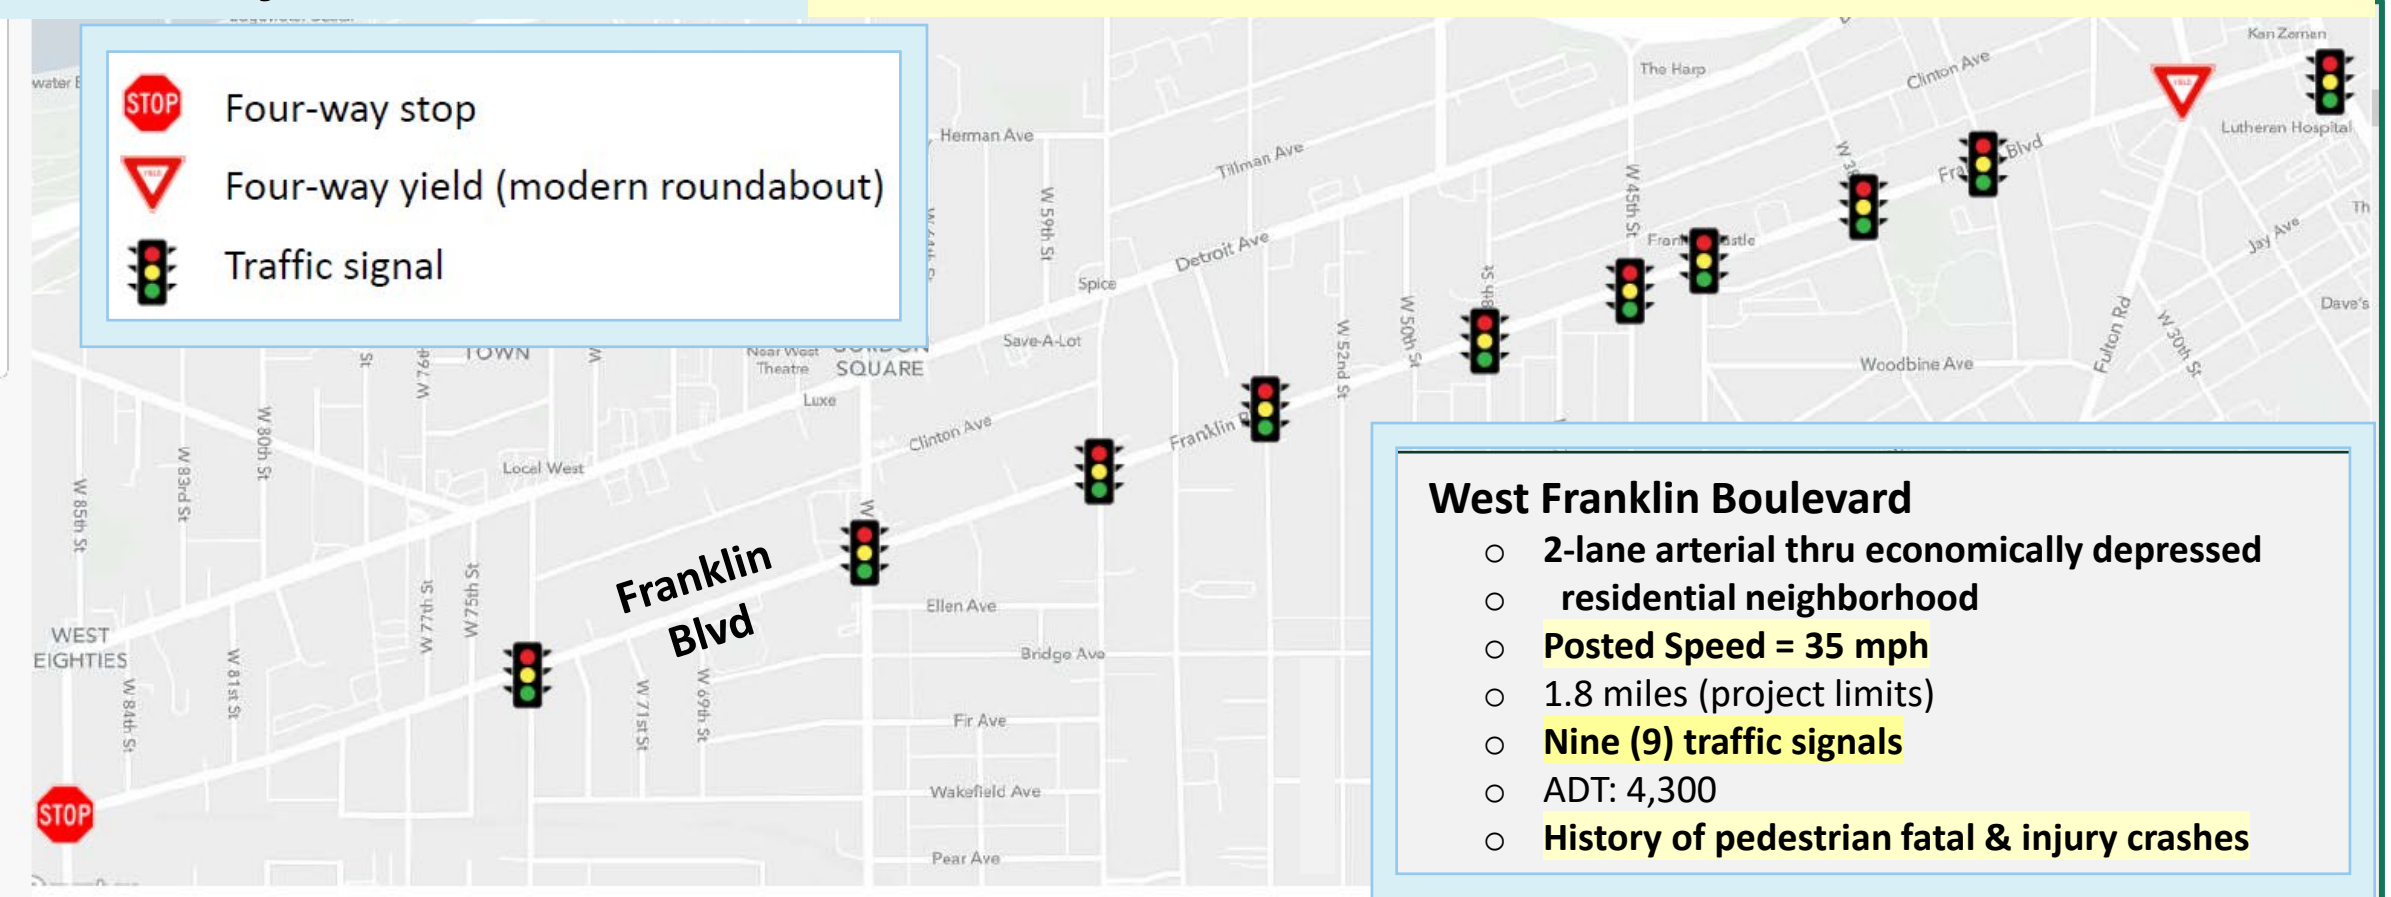 STOP
Four-way stop
YIELD
Four-way yield (modern roundabout)
Traffic signal
Kan Zaman
The Harp
Clinton Ave
Lutheran Hospital
Herman Ave
Tillman Ave
W 45th St
Blvd
Jay Ave
W 59th St
Detroit Ave
Spice
Save-A-Lot
W 50th St
W 52nd St
Dave's
Fulton Rd
W 30th St
Woodbine Ave
TOWN
Near West
Theatre
SQUARE
Luxe
Clinton Ave
Franklin
W 80th St
W 83rd St
W 85th St
Local West
W 77th St
W 75th St
Franklin
Blvd
Ellen Ave
Bridge Ave
WEST
EIGHTIES
W 84th St
W 81st St
W 71st St
W 69th St
Fir Ave
Wakefield Ave
Pear Ave
STOP
West Franklin Boulevard
○ 2-lane arterial thru economically depressed
○ residential neighborhood
○ Posted Speed = 35 mph
○ 1.8 miles (project limits)
○ Nine (9) traffic signals
○ ADT: 4,300
○ History of pedestrian fatal & injury crashes